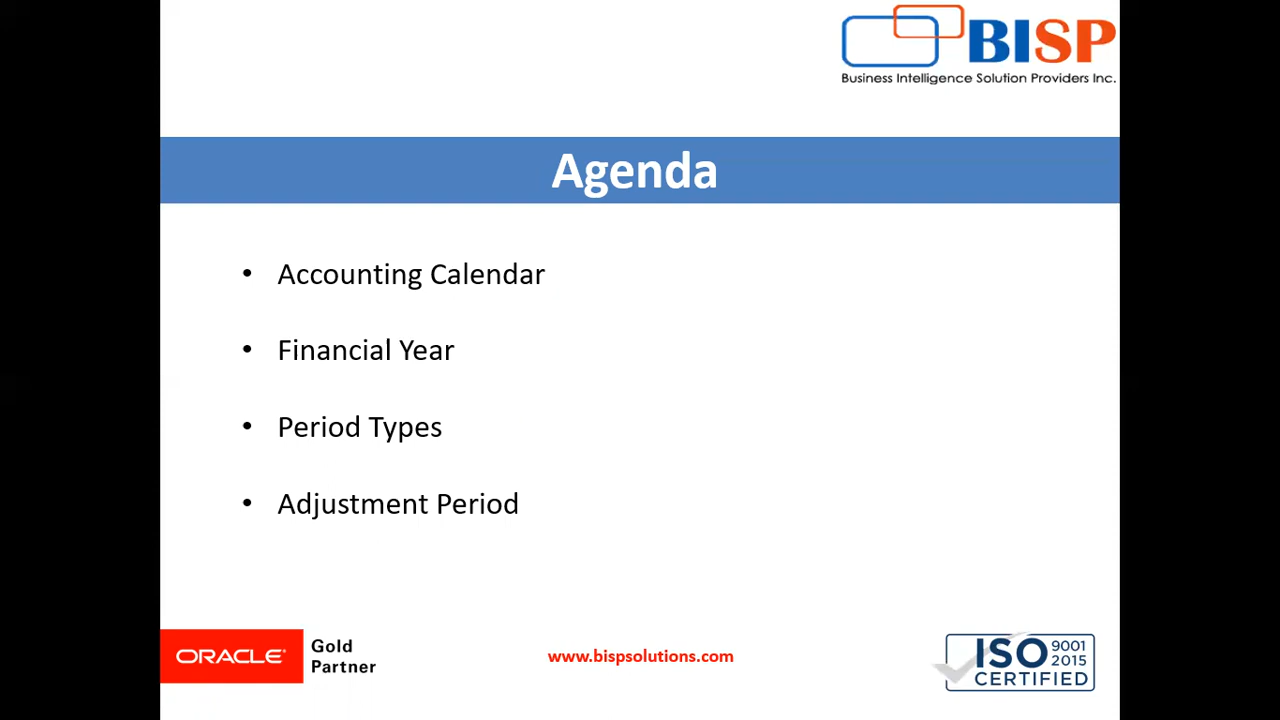 BISP
Business Intelligence Solution Providers Inc.
Agenda
• Accounting Calendar
• Financial Year
• Period Types
• Adjustment Period
ORACLE®
Gold
Partner
www.bispsolutions.com
ISO 9001
2015
CERTIFIED